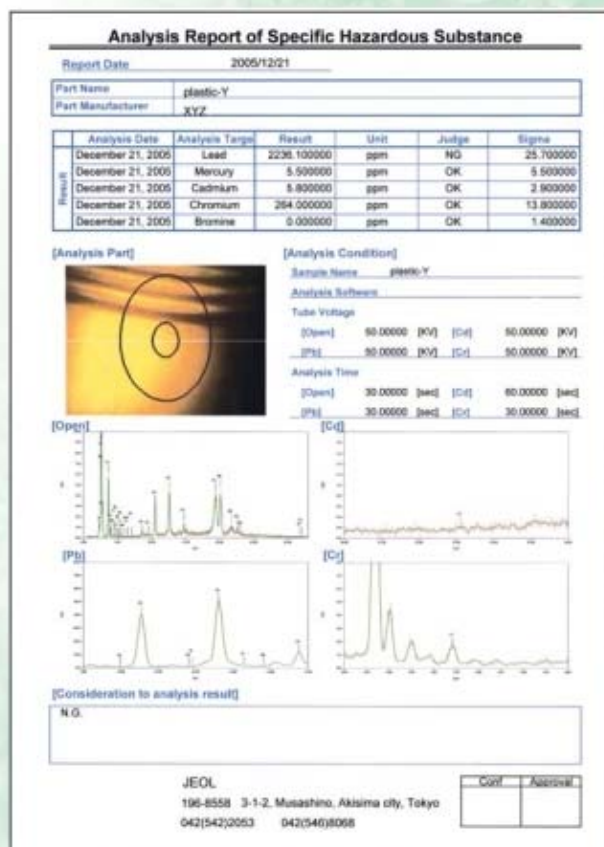 Analysis Report of Specific Hazardous Substance
Report Date 2005/12/21
Part Name plastic-Y
Part Manufacturer XYZ
Analysis Date Analysis Targe Result Unit Judge Sigma
Result
December 21, 2005 Lead 2236.100000 ppm NG 25.700000
December 21, 2005 Mercury 5.500000 ppm OK 5.500000
December 21, 2005 Cadmium 5.800000 ppm OK 2.900000
December 21, 2005 Chromium 264.000000 ppm OK 13.800000
December 21, 2005 Bromine 0.000000 ppm OK 1.400000
[Analysis Part] [Analysis Condition]
Sample Name plastic-Y
Analysis Software
Tube Voltage
[Open] 50.00000 [KV] [Cd] 50.00000 [KV]
[Pb] 50.00000 [KV] [Cr] 50.00000 [KV]
Analysis Time
[Open] 30.00000 [sec] [Cd] 60.00000 [sec]
[Pb] 30.00000 [sec] [Cr] 30.00000 [sec]
[Open] [Cd]
[Pb] [Cr]
[Consideration to analysis result]
N.G.
JEOL
196-8558 3-1-2, Musashino, Akisima city, Tokyo
042(542)2053 042(546)8068
Conf Approval